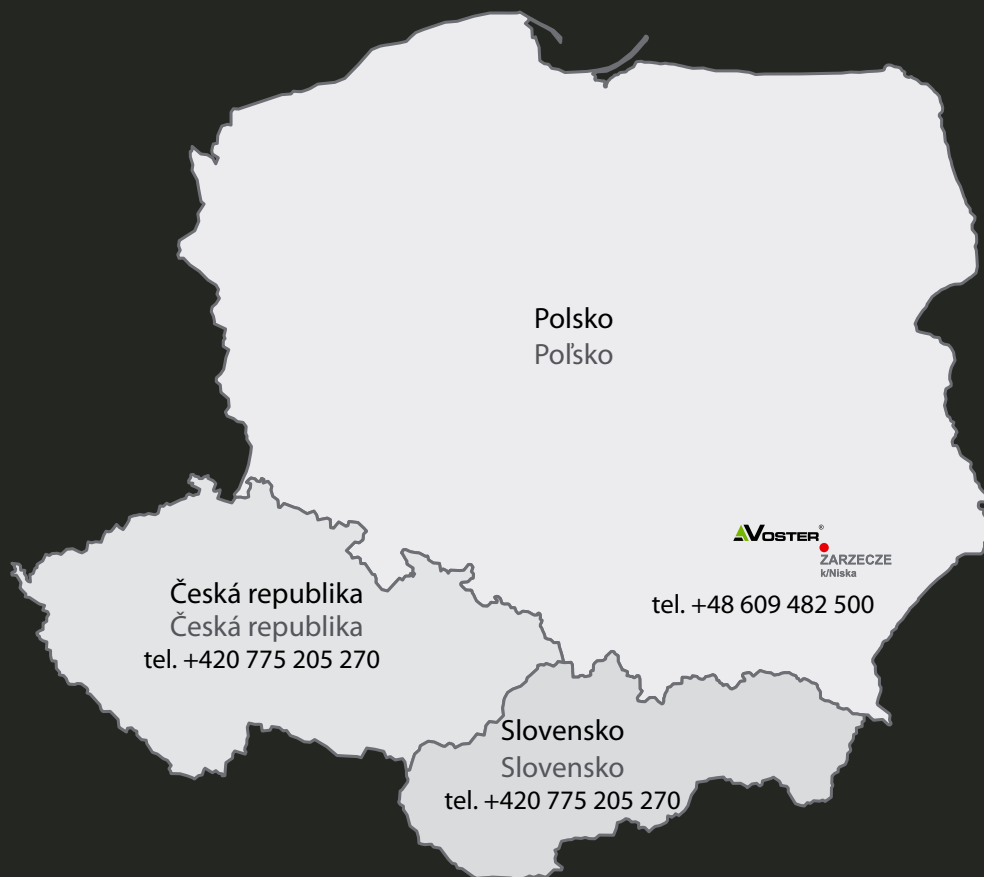 Polsko
Poľsko
VOSTER®
ZARZECZE
k/Niska
tel. +48 609 482 500
Česká republika
Česká republika
tel. +420 775 205 270
Slovensko
Slovensko
tel. +420 775 205 270